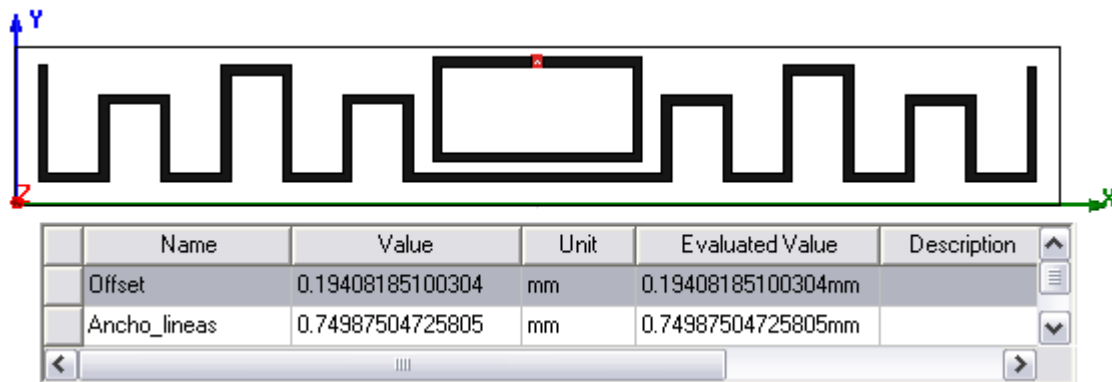 Y
Z
X
Name Value Unit Evaluated Value Description
Offset 0.19408185100304 mm 0.19408185100304mm
Ancho_lineas 0.74987504725805 mm 0.74987504725805mm